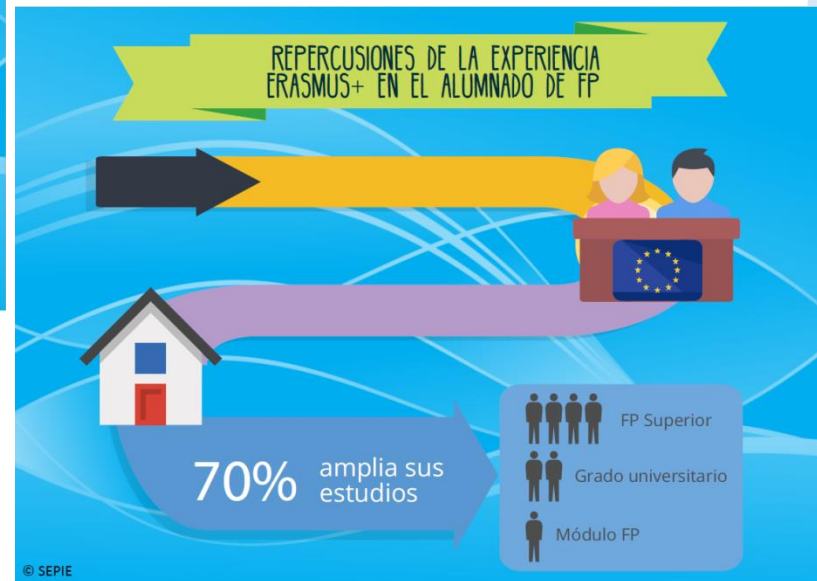 REPERCUSIONES DE LA EXPERIENCIA
ERASMUS+ EN EL ALUMNADO DE FP
70% amplia sus
estudios
FP Superior
Grado universitario
Módulo FP
© SEPIE